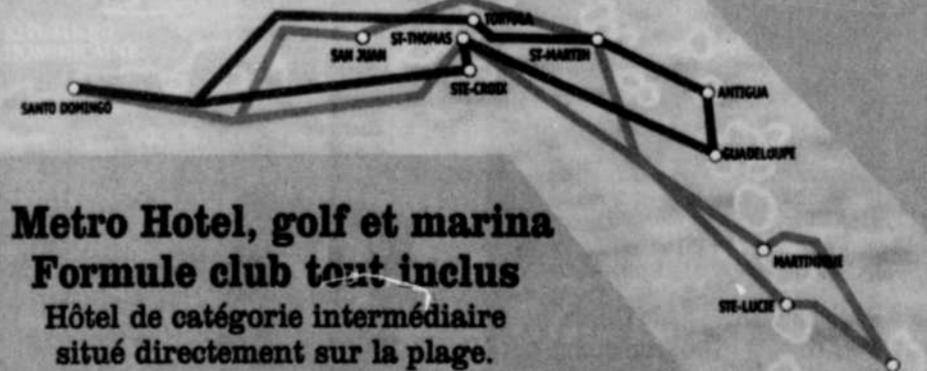 TORTOLA
SAN JUAN
ST-THOMAS
ST-MARTIN
STE-CROIX
SANTO DOMINGO
ANTIGUA
GUADELOUPE
MARTINIQUE
STE-LUCIE
Metro Hotel, golf et marina
Formule club tout inclus
Hôtel de catégorie intermédiaire
situé directement sur la plage.